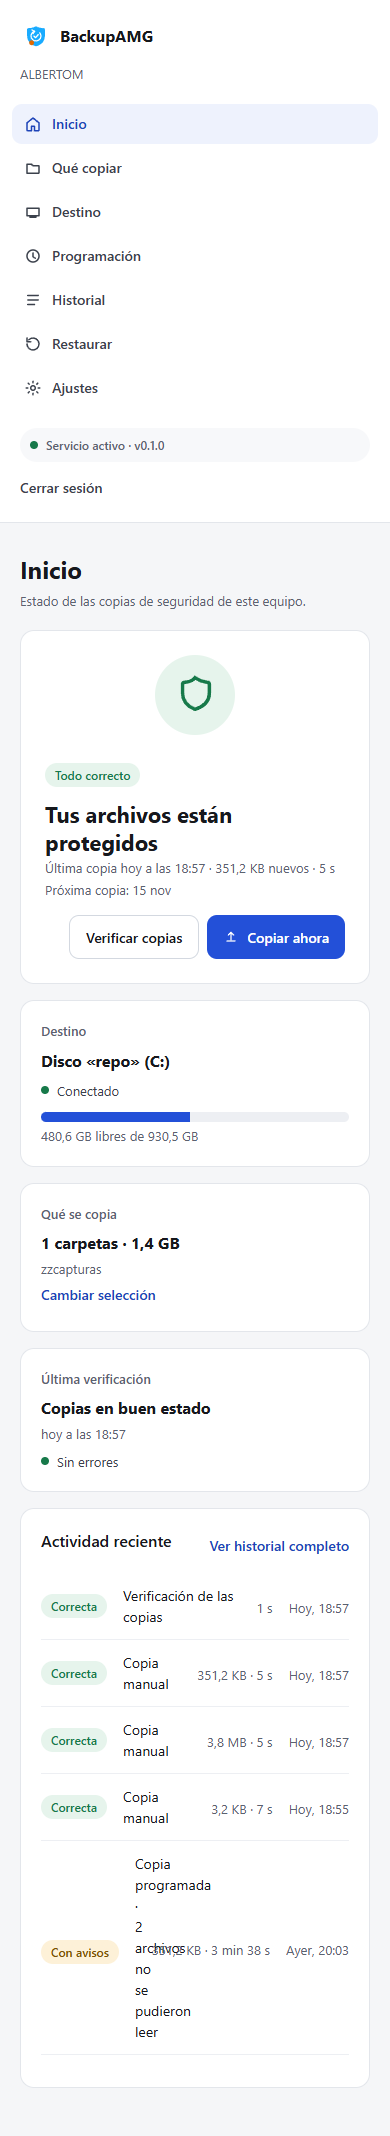 BackupAMG
ALBERTOM
Inicio
Qué copiar
Destino
Programación
Historial
Restaurar
Ajustes
Servicio activo · v0.1.0
Cerrar sesión
Inicio
Estado de las copias de seguridad de este equipo.
Todo correcto
Tus archivos están
protegidos
Última copia hoy a las 18:57 · 351,2 KB nuevos · 5 s
Próxima copia: 15 nov
Verificar copias
Copiar ahora
Destino
Disco «repo» (C:)
Conectado
480,6 GB libres de 930,5 GB
Qué se copia
1 carpetas · 1,4 GB
zzcapturas
Cambiar selección
Última verificación
Copias en buen estado
hoy a las 18:57
Sin errores
Actividad reciente
Ver historial completo
Correcta
Verificación de las
copias
1 s
Hoy, 18:57
Correcta
Copia
manual
351,2 KB · 5 s
Hoy, 18:57
Correcta
Copia
manual
3,8 MB · 5 s
Hoy, 18:57
Correcta
Copia
manual
3,2 KB · 7 s
Hoy, 18:55
Con avisos
Copia
programada
·
2
archivos
no
se
pudieron
leer
KB · 3 min 38 s
Ayer, 20:03